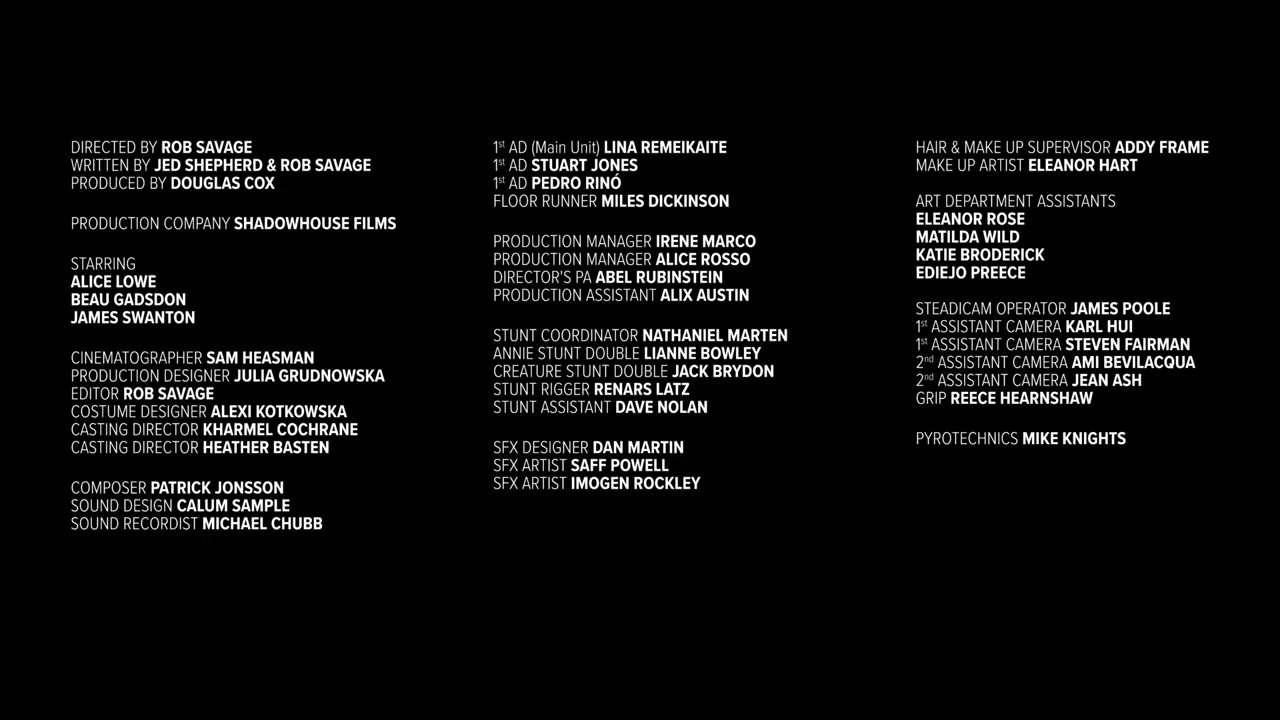 DIRECTED BY ROB SAVAGE
WRITTEN BY JED SHEPHERD & ROB SAVAGE
PRODUCED BY DOUGLAS COX
PRODUCTION COMPANY SHADOWHOUSE FILMS
STARRING
ALICE LOWE
BEAU GADSDON
JAMES SWANTON
CINEMATOGRAPHER SAM HEASMAN
PRODUCTION DESIGNER JULIA GRUDNOWSKA
EDITOR ROB SAVAGE
COSTUME DESIGNER ALEXI KOTKOWSKA
CASTING DIRECTOR KHARMEL COCHRANE
CASTING DIRECTOR HEATHER BASTEN
COMPOSER PATRICK JONSSON
SOUND DESIGN CALUM SAMPLE
SOUND RECORDIST MICHAEL CHUBB
1st AD (Main Unit) LINA REMEIKAITE
1st AD STUART JONES
1st AD PEDRO RINÓ
FLOOR RUNNER MILES DICKINSON
PRODUCTION MANAGER IRENE MARCO
PRODUCTION MANAGER ALICE ROSSO
DIRECTOR'S PA ABEL RUBINSTEIN
PRODUCTION ASSISTANT ALIX AUSTIN
STUNT COORDINATOR NATHANIEL MARTEN
ANNIE STUNT DOUBLE LIANNE BOWLEY
CREATURE STUNT DOUBLE JACK BRYDON
STUNT RIGGER RENARS LATZ
STUNT ASSISTANT DAVE NOLAN
SFX DESIGNER DAN MARTIN
SFX ARTIST SAFF POWELL
SFX ARTIST IMOGEN ROCKLEY
HAIR & MAKE UP SUPERVISOR ADDY FRAME
MAKE UP ARTIST ELEANOR HART
ART DEPARTMENT ASSISTANTS
ELEANOR ROSE
MATILDA WILD
KATIE BRODERICK
EDIEJO PREECE
STEADICAM OPERATOR JAMES POOLE
1st ASSISTANT CAMERA KARL HUI
1st ASSISTANT CAMERA STEVEN FAIRMAN
2nd ASSISTANT CAMERA AMI BEVILACQUA
2nd ASSISTANT CAMERA JEAN ASH
GRIP REECE HEARNSHAW
PYROTECHNICS MIKE KNIGHTS